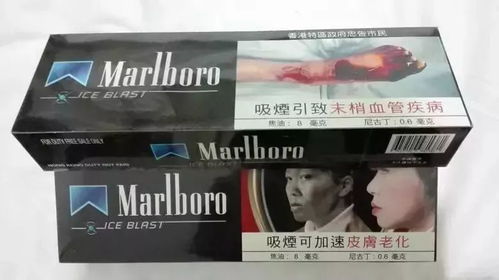 香港特區政府忠告市民
Marlboro
ICE BLAST
吸煙引致末梢血管疾病
焦油: 8 毫克 尼古丁: 0.6 毫克
FOR DUTY FREE SALE ONLY
HONG KONG DUTY NOT PAID
Marlboro
ICE BLAST
Marlboro
ICE BLAST
吸煙可加速皮膚老化
焦油: 8 毫克 尼古丁: 0.6 毫克